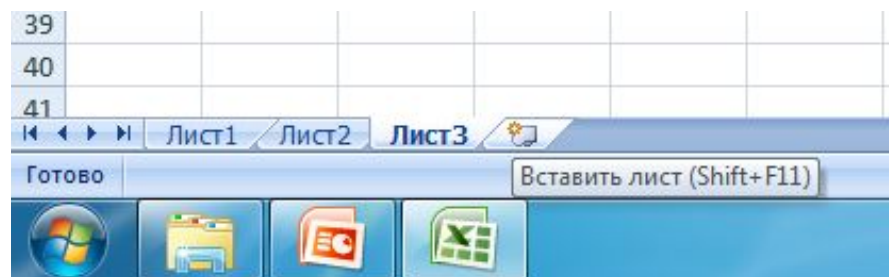 39
40
41
Лист1 Лист2 Лист3
Готово
Вставить лист (Shift+F11)